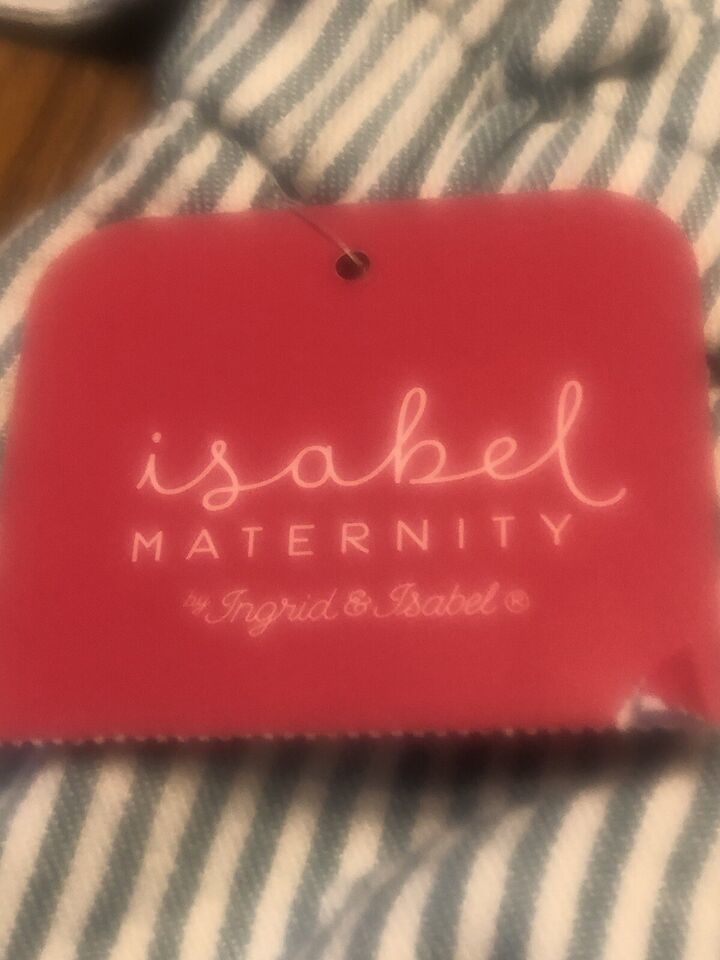 isabel
MATERNITY
by Ingrid & Isabel ®